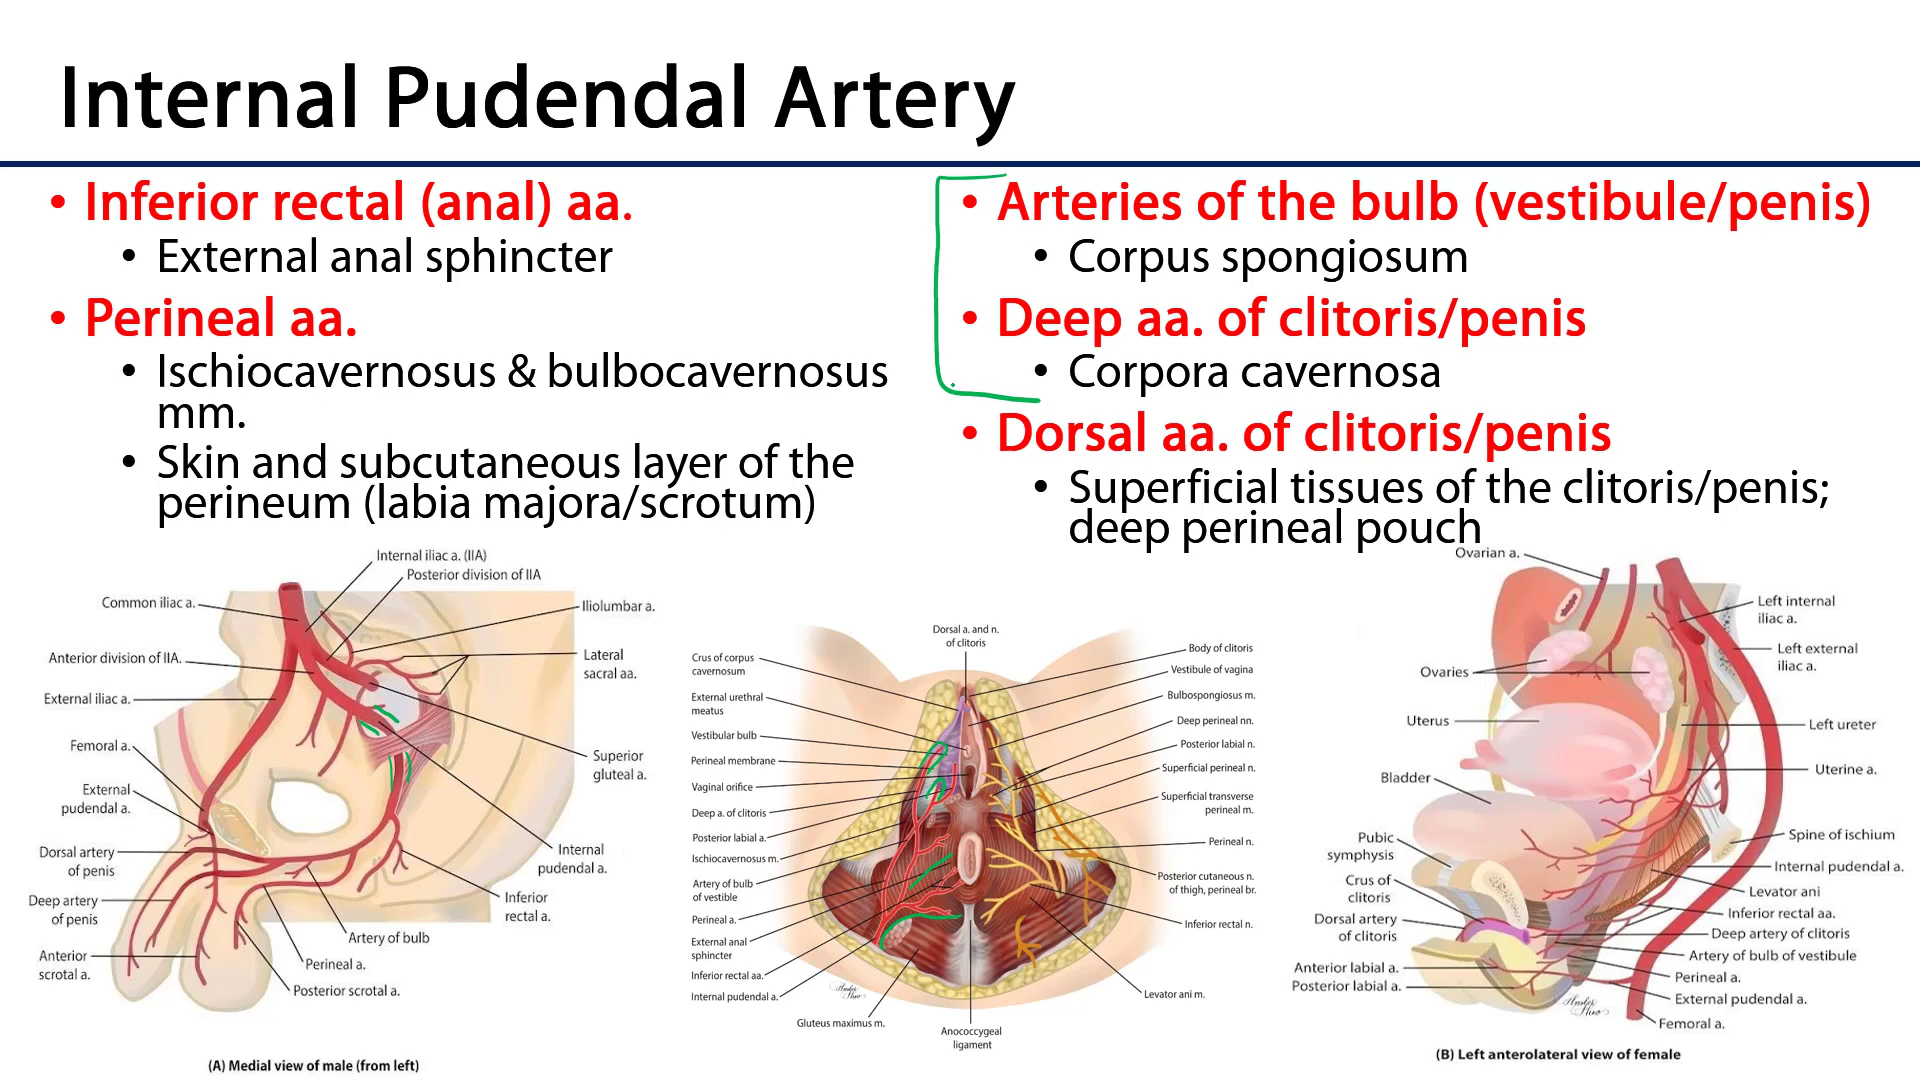 Internal Pudendal Artery
• Inferior rectal (anal) aa.
• External anal sphincter
• Perineal aa.
• Ischiocavernosus & bulbocavernosus
mm.
• Skin and subcutaneous layer of the
perineum (labia majora/scrotum)
• Arteries of the bulb (vestibule/penis)
• Corpus spongiosum
• Deep aa. of clitoris/penis
• Corpora cavernosa
• Dorsal aa. of clitoris/penis
• Superficial tissues of the clitoris/penis;
deep perineal pouch
Internal iliac a. (IIA)
Posterior division of IIA
Common iliac a.
Iliolumbar a.
Anterior division of IIA.
Lateral
sacral aa.
External iliac a.
Femoral a.
Superior
gluteal a.
External
pudendal a.
Dorsal artery
of penis
Internal
pudendal a.
Deep artery
of penis
Inferior
rectal a.
Artery of bulb
Anterior
scrotal a.
Perineal a.
Posterior scrotal a.
(A) Medial view of male (from left)
Dorsal a. and n.
of clitoris
Crus of corpus
cavernosum
External urethral
meatus
Vestibular bulb
Perineal membrane
Vaginal orifice
Deep a. of clitoris
Posterior labial a.
Ischiocavernosus m.
Artery of bulb
of vestible
Perineal a.
External anal
sphincter
Inferior rectal aa.
Internal pudendal a.
Gluteus maximus m.
Anococcygeal
ligament
Body of clitoris
Vestibule of vagina
Bulbospongiosus m.
Deep perineal nn.
Posterior labial n.
Superficial perineal n.
Superficial transverse
perineal m.
Perineal n.
Posterior cutaneous n.
of thigh, perineal br.
Inferior rectal n.
Levator ani m.
Ovarian a.
Left internal
iliac a.
Left external
iliac a.
Ovaries
Uterus
Left ureter
Uterine a.
Bladder
Spine of ischium
Pubic
symphysis
Internal pudendal a.
Crus of
clitoris
Levator ani
Inferior rectal aa.
Dorsal artery
of clitoris
Deep artery of clitoris
Artery of bulb of vestibule
Anterior labial a.
Perineal a.
Posterior labial a.
External pudendal a.
Femoral a.
(B) Left anterolateral view of female